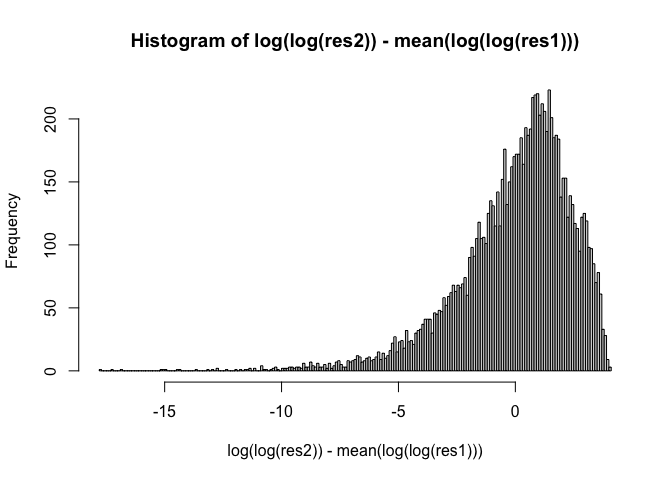 Histogram of log(log(res2)) - mean(log(log(res1)))
Frequency
200
150
100
50
0
-15 -10 -5 0
log(log(res2)) - mean(log(log(res1)))